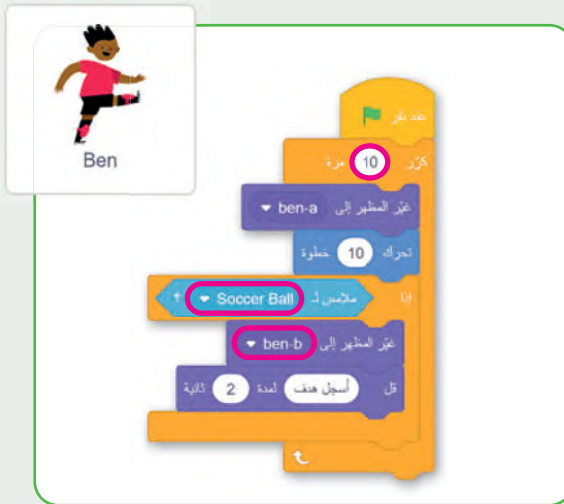 Ben
عند نقر
كرّر 10 مرة
غيّر المظهر إلى ben-a
تحرك 10 خطوة
إذا ملامس لـ Soccer Ball ؟
غيّر المظهر إلى ben-b
قل أسجل هدف لمدة 2 ثانية